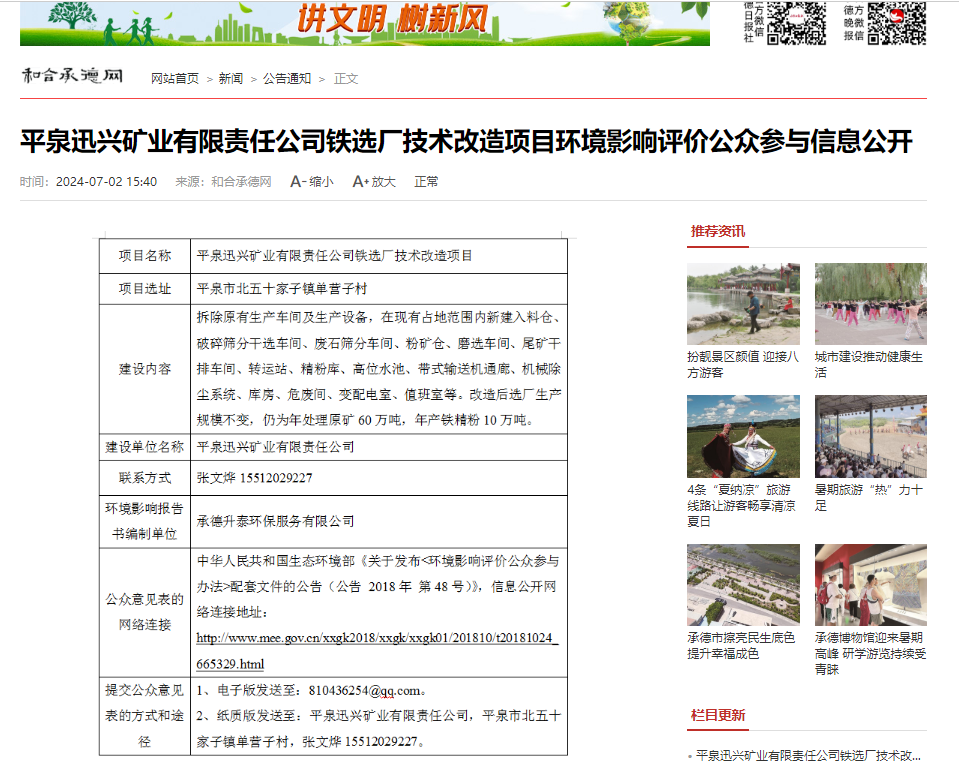 讲文明 树新风
德日报社
方微信
德晚报
方微信
和合承德网
网站首页 > 新闻 > 公告通知 > 正文
平泉迅兴矿业有限责任公司铁选厂技术改造项目环境影响评价公众参与信息公开
时间: 2024-07-02 15:40 来源: 和合承德网 A- 缩小 A+ 放大 正常
项目名称
平泉迅兴矿业有限责任公司铁选厂技术改造项目
项目选址
平泉市北五十家子镇单营子村
建设内容
拆除原有生产车间及生产设备，在现有占地范围内新建入料仓、
破碎筛分干选车间、废石筛分车间、粉矿仓、磨选车间、尾矿干
排车间、转运站、精粉库、高位水池、带式输送机通廊、机械除
尘系统、库房、危废间、变配电室、值班室等。改造后选厂生产
规模不变，仍为年处理原矿 60 万吨，年产铁精粉 10 万吨。
建设单位名称
平泉迅兴矿业有限责任公司
联系方式
张文烨 15512029227
环境影响报告
书编制单位
承德升泰环保服务有限公司
公众意见表的
网络连接
中华人民共和国生态环境部《关于发布<环境影响评价公众参与
办法>配套文件的公告（公告 2018 年 第 48 号）》，信息公开网
络连接地址：
http://www.mee.gov.cn/xxgk2018/xxgk/xxgk01/201810/t20181024_
665329.html
提交公众意见
表的方式和途
径
1、电子版发送至：810436254@qq.com。
2、纸质版发送至：平泉迅兴矿业有限责任公司，平泉市北五十
家子镇单营子村，张文烨 15512029227。
推荐资讯
扮靓景区颜值 迎接八
方游客
城市建设推动健康生
活
4条“夏纳凉”旅游
线路让游客畅享清凉
夏日
暑期旅游“热”力十
足
承德市擦亮民生底色
提升幸福成色
承德博物馆迎来暑期
高峰 研学游览持续受
青睐
栏目更新
平泉迅兴矿业有限责任公司铁选厂技术改...